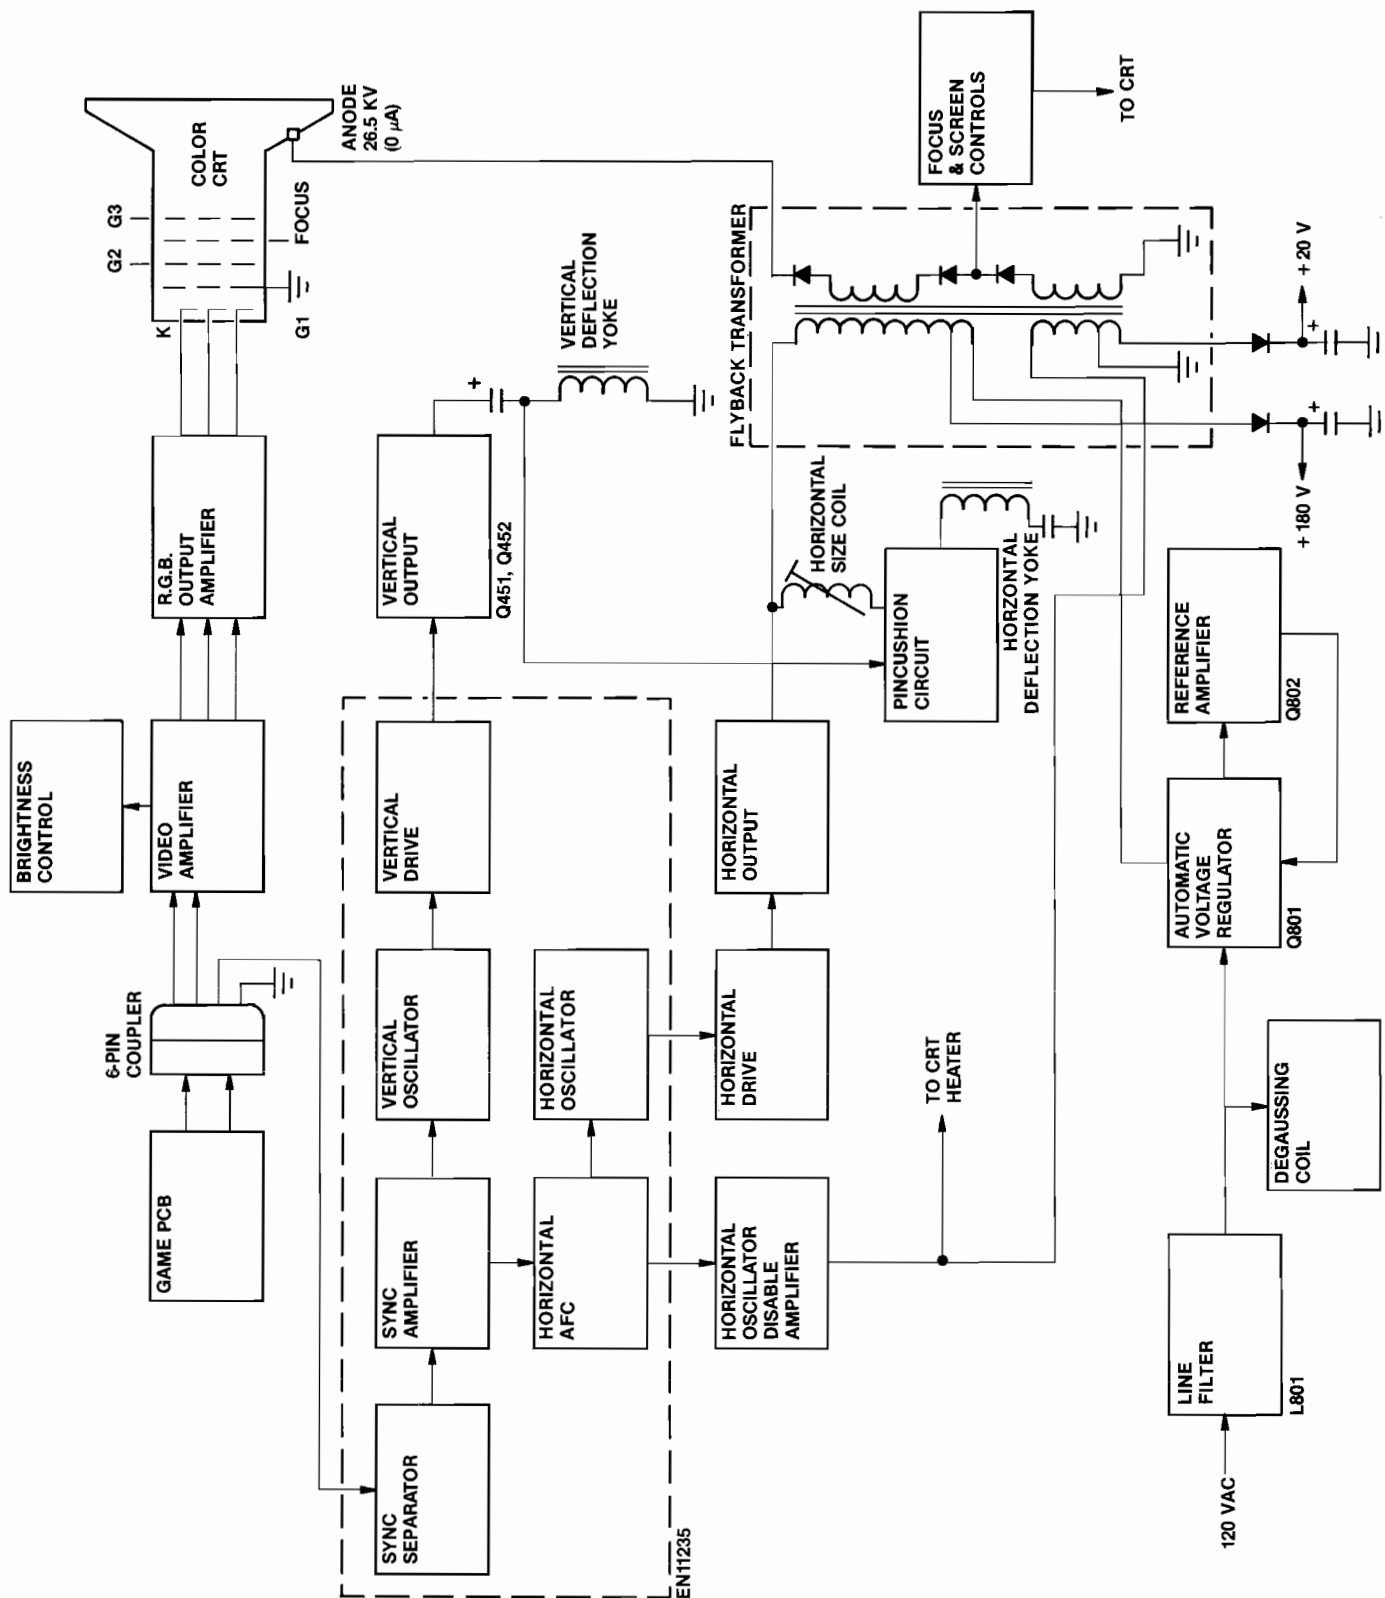 GAME PCB
6-PIN
COUPLER
BRIGHTNESS
CONTROL
VIDEO
AMPLIFIER
R.G.B.
OUTPUT
AMPLIFIER
K
G1
G2
G3
FOCUS
COLOR
CRT
ANODE
26.5 KV
(0 µA)
SYNC
SEPARATOR
SYNC
AMPLIFIER
VERTICAL
OSCILLATOR
VERTICAL
DRIVE
VERTICAL
OUTPUT
Q451, Q452
+
VERTICAL
DEFLECTION
YOKE
HORIZONTAL
AFC
HORIZONTAL
OSCILLATOR
EN11235
HORIZONTAL
OSCILLATOR
DISABLE
AMPLIFIER
HORIZONTAL
DRIVE
HORIZONTAL
OUTPUT
HORIZONTAL
SIZE COIL
PINCUSHION
CIRCUIT
HORZONTAL
DEFLECTION YOKE
FLYBACK TRANSFORMER
FOCUS
& SCREEN
CONTROLS
TO CRT
TO CRT
HEATER
120 VAC
LINE
FILTER
L801
DEGAUSSING
COIL
AUTOMATIC
VOLTAGE
REGULATOR
Q801
REFERENCE
AMPLIFIER
Q802
+180 V
+
+20 V
+